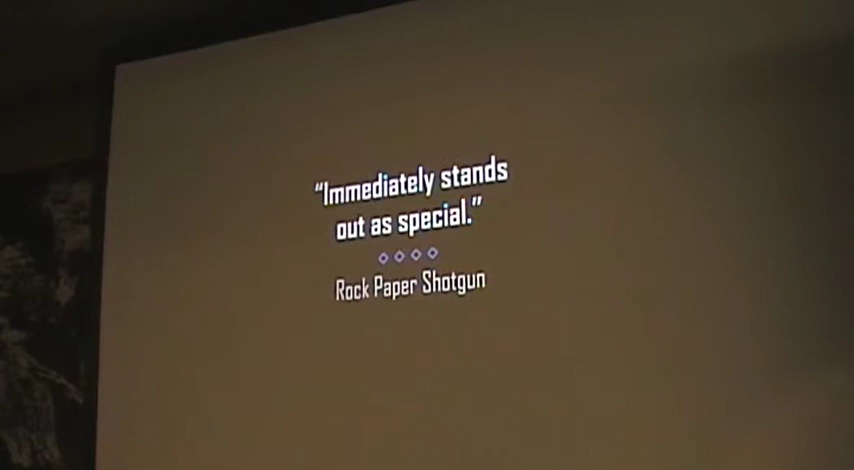 “Immediately stands
out as special.”
Rock Paper Shotgun